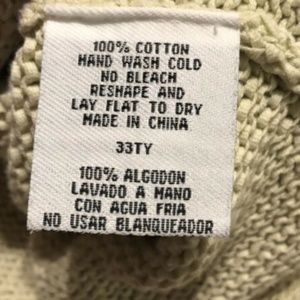 100% COTTON
HAND WASH COLD
NO BLEACH
RESHAPE AND
LAY FLAT TO DRY
MADE IN CHINA
33TY
100% ALGODON
LAVADO A MANO
CON AGUA FRIA
NO USAR BLANQUEADOR